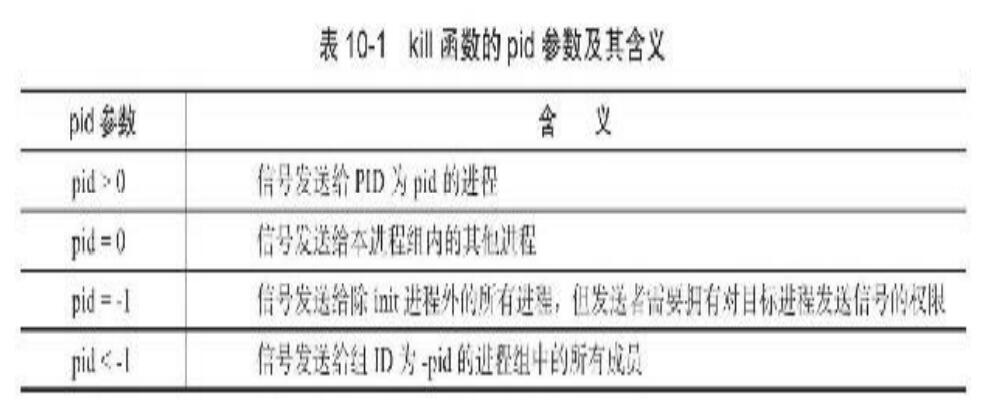 表 10-1 kill 函数的 pid 参数及其含义
pid 参数 含 义
pid > 0 信号发送给 PID 为 pid 的进程
pid = 0 信号发送给本进程组内的其他进程
pid = -1 信号发送给除 init 进程外的所有进程，但发送者需要拥有对目标进程发送信号的权限
pid < -1 信号发送给组 ID 为 -pid 的进程组中的所有成员